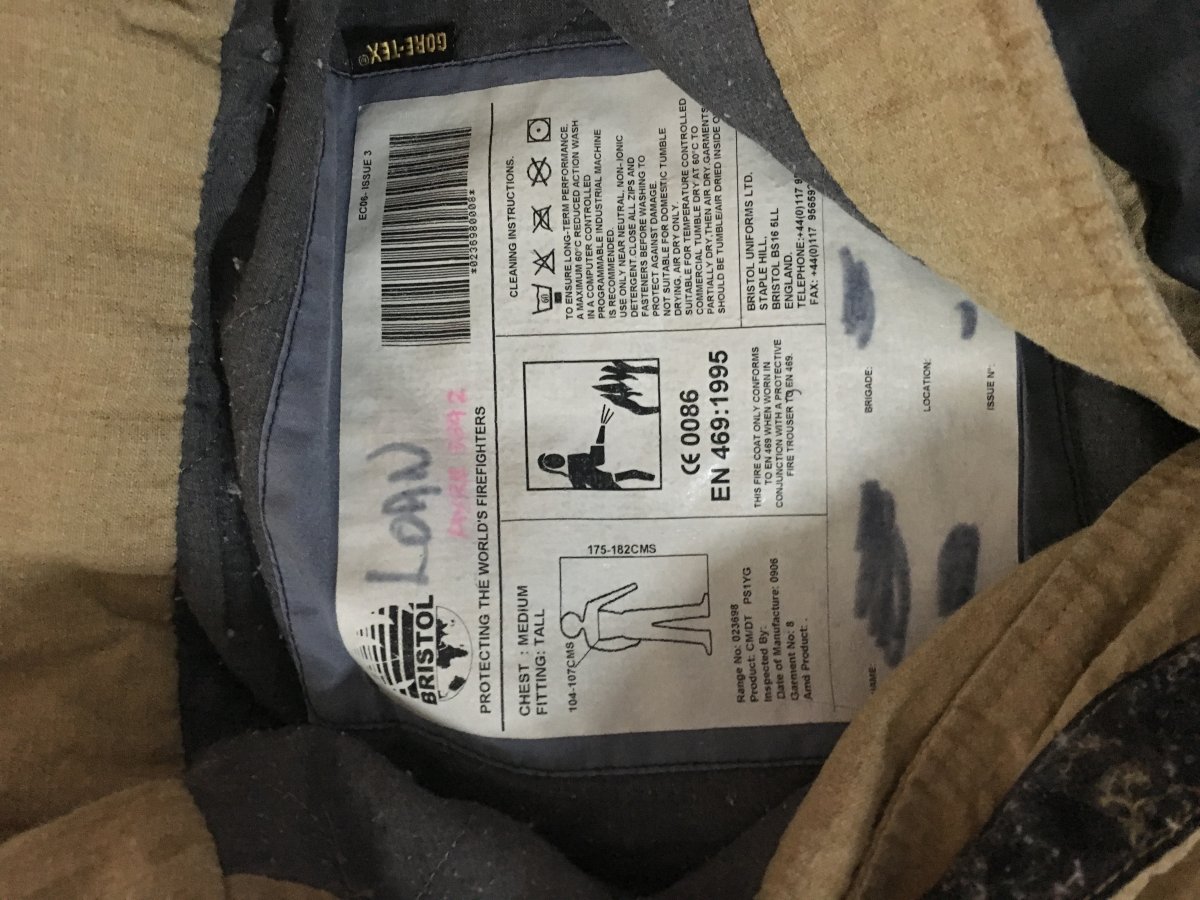 GORE-TEX®
EC06- ISSUE 3
*0236980008*
LOAN
BRISTOL
PROTECTING THE WORLD'S FIREFIGHTERS
CHEST : MEDIUM
FITTING: TALL
104-107CMS
175-182CMS
Range No: 023698
Product: CM/DT PS1YG
Inspected By:
Date of Manufacture: 0906
Garment No: 8
Amd Product: .
CE 0086
EN 469:1995
THIS FIRE COAT ONLY CONFORMS
TO EN 469 WHEN WORN IN
CONJUNCTION WITH A PROTECTIVE
FIRE TROUSER TO EN 469.
CLEANING INSTRUCTIONS.
TO ENSURE LONG-TERM PERFORMANCE,
A MAXIMUM 60°C REDUCED ACTION WASH
IN A COMPUTER CONTROLLED
PROGRAMMABLE INDUSTRIAL MACHINE
IS RECOMMENDED.
USE ONLY NEAR NEUTRAL, NON-IONIC
DETERGENT.CLOSE ALL ZIPS AND
FASTENERS BEFORE WASHING TO
PROTECT AGAINST DAMAGE.
NOT SUITABLE FOR DOMESTIC TUMBLE
DRYING. AIR DRY ONLY.
SUITABLE FOR TEMPERATURE CONTROLLED
COMMERCIAL TUMBLE DRY AT 60°C TO
PARTIALLY DRY,THEN AIR DRY.GARMENTS
SHOULD BE TUMBLE/AIR DRIED INSIDE O
BRISTOL UNIFORMS LTD.
STAPLE HILL,
BRISTOL BS16 5LL
ENGLAND.
TELEPHONE:+44(0)117 9
FAX: +44(0)117 956592
NAME:
BRIGADE:
LOCATION:
ISSUE Nº: